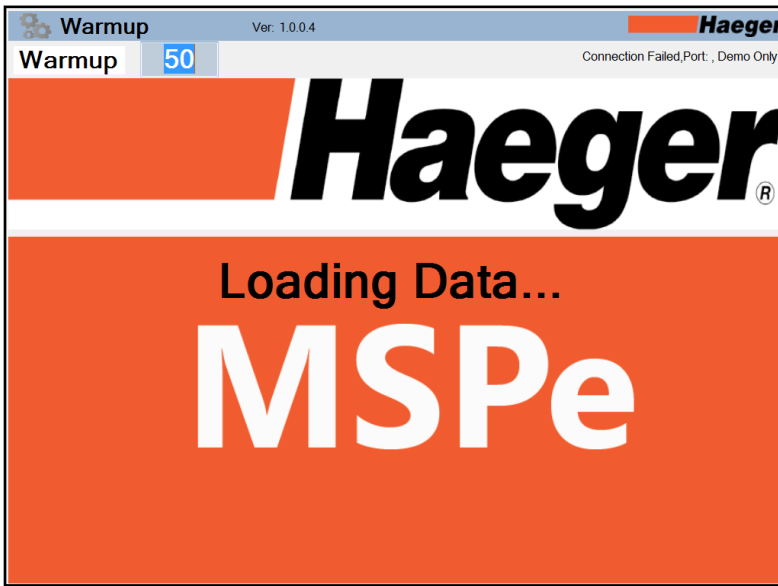 Warmup Ver: 1.0.0.4 Haeger
Warmup 50 Connection Failed,Port: , Demo Only
Haeger®
Loading Data...
MSPe